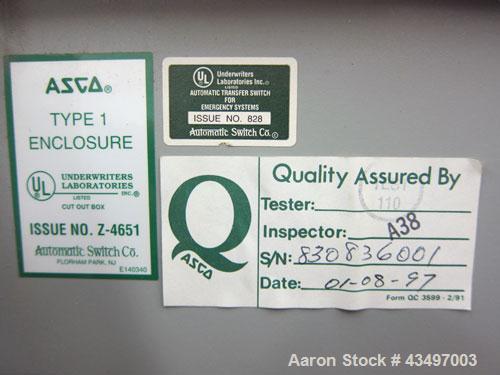 ASCO®
TYPE 1
ENCLOSURE
UL
UNDERWRITERS
LABORATORIES
INC.®
LISTED
CUT OUT BOX
ISSUE NO. Z-4651
Automatic Switch Co.
FLORHAM PARK, NJ
E140340
UL
Underwriters
Laboratories Inc.®
LISTED
AUTOMATIC TRANSFER SWITCH
FOR
EMERGENCY SYSTEMS
ISSUE NO. 828
Automatic Switch Co.
Q
ASCO
Quality Assured By
TEST
110
Tester:
Inspector: A38
S/N: 830836001
Date: 01-08-97
Form QC 3599 - 2/91
Aaron Stock # 43497003